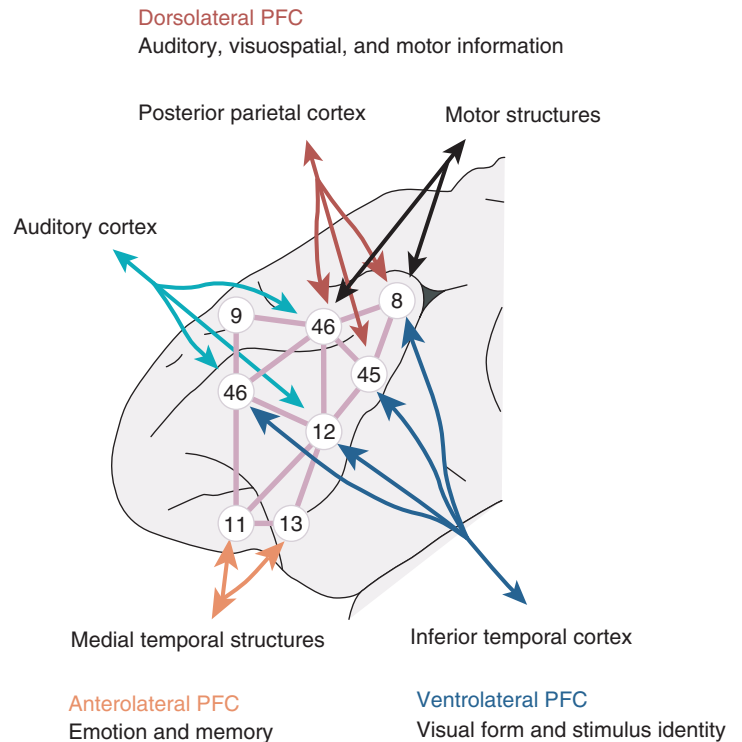 Dorsolateral PFC
Auditory, visuospatial, and motor information
Posterior parietal cortex
Motor structures
Auditory cortex
8
9
46
45
46
12
11
13
Medial temporal structures
Inferior temporal cortex
Anterolateral PFC
Emotion and memory
Ventrolateral PFC
Visual form and stimulus identity